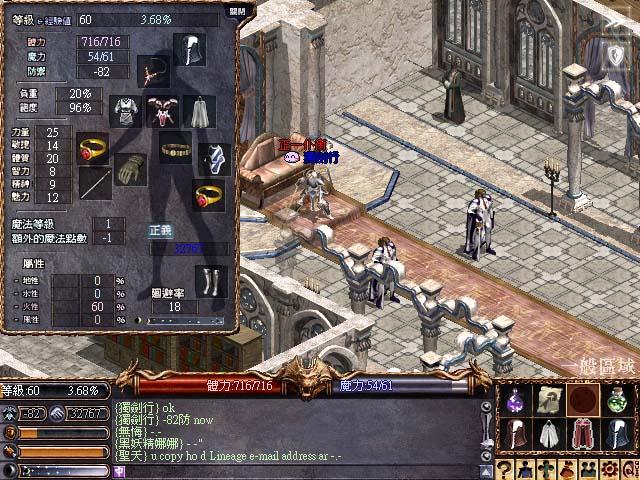 等級 & 經驗值 60 3.68%
關閉
體力 716/716
魔力 54/61
防禦 -82
負重 20%
飽度 96%
力量 25
敏捷 14
體質 20
智力 8
精神 9
魅力 12
魔法等級 1
額外的魔法點數 -1
正義
32767
屬性
地性 0 %
水性 0 %
火性 60 %
風性 0 %
迴避率
18
獨劍行
一般區域
等級:60 3.68%
體力:716/716
魔力:54/61
-82 32767
{獨劍行} ok
{獨劍行} -82防 now
{無悔} -.-
{黑妖精娜娜} -.-"
{聖天} u copy ho d Lineage e-mail address ar -.-
中